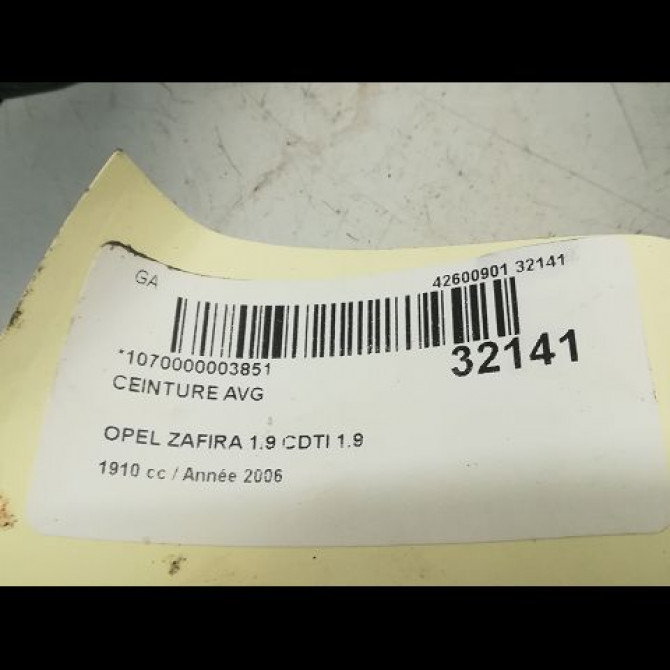 GA
42600901 32141
*1070000003851
32141
CEINTURE AVG
OPEL ZAFIRA 1.9 CDTI 1.9
1910 cc / Année 2006